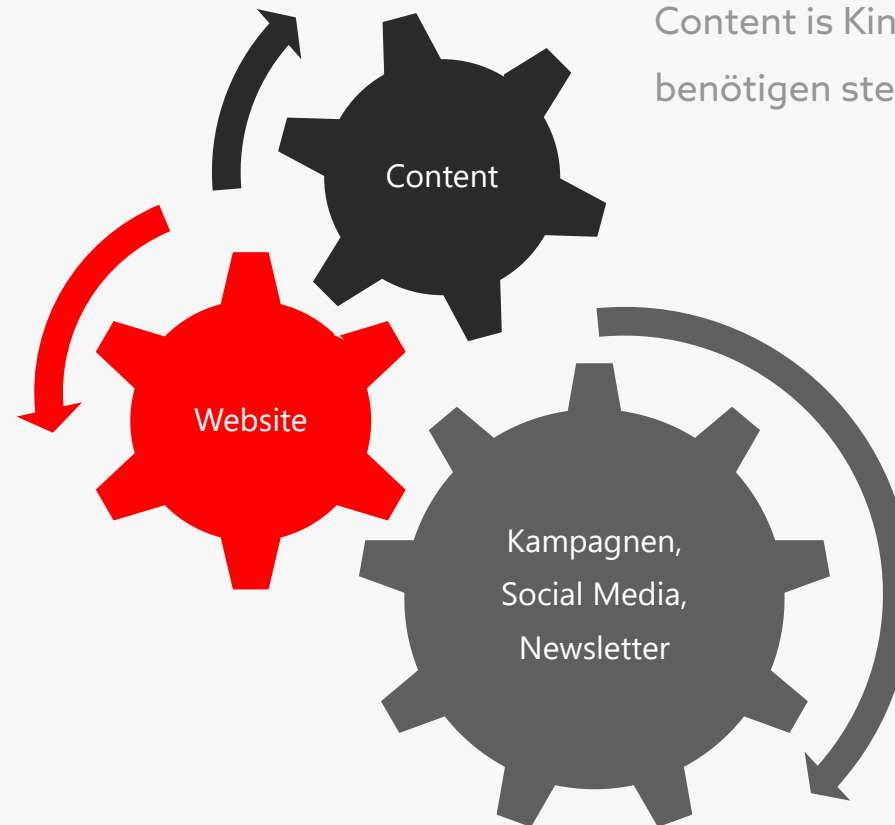 Content is Kin
benötigen ste
Content
Website
Kampagnen,
Social Media,
Newsletter